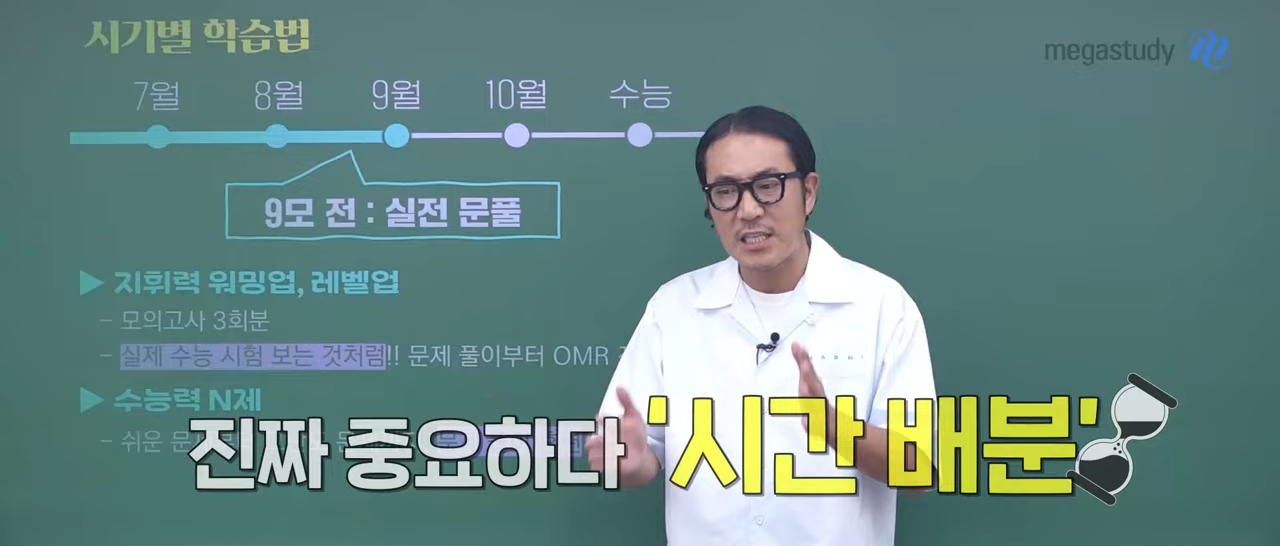 시기별 학습법
megastudy
7월 8월 9월 10월 수능
9모 전 : 실전 문풀
▶ 지휘력 워밍업, 레벨업
– 모의고사 3회분
– 실제 수능 시험 보는 것처럼!! 문제 풀이부터 OMR
▶ 수능력 N제
– 쉬운
진짜 중요하다 '시간 배분'